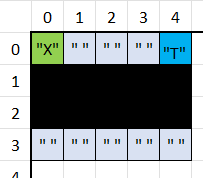 0 1 2 3 4
0 "X" " " " " " " "T"
1
2
3 " " " " " " " " " "
4